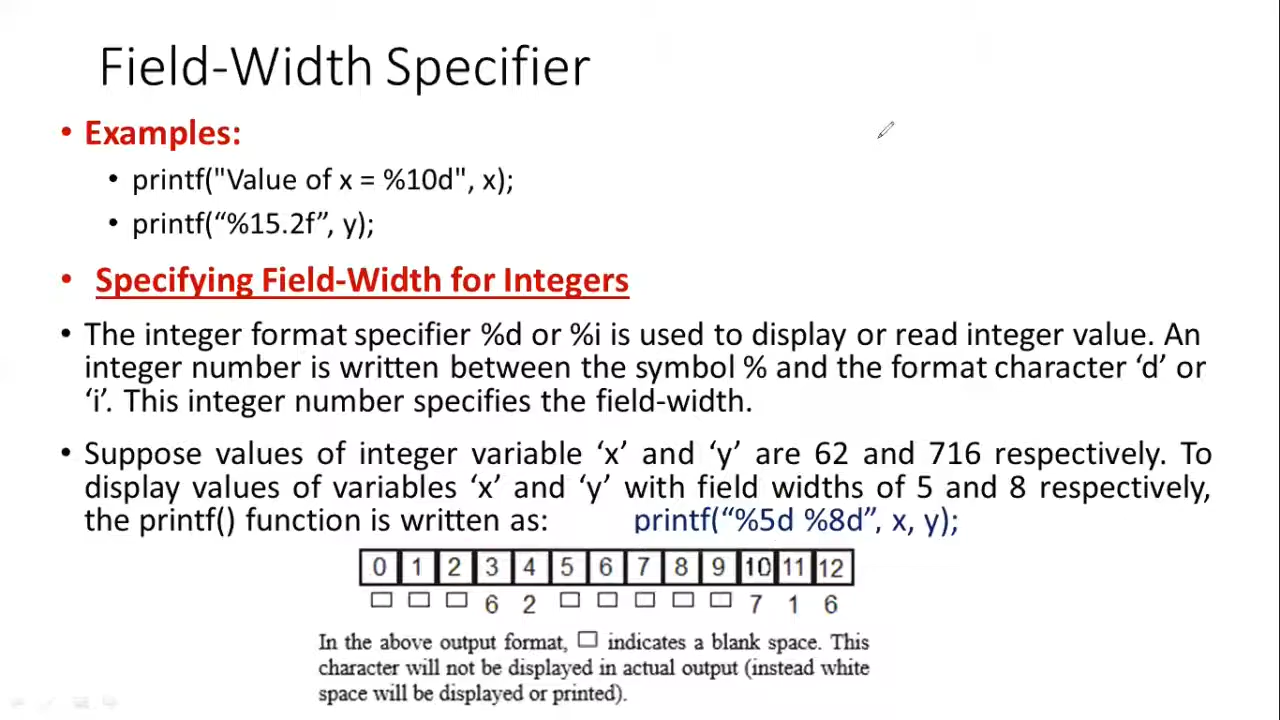 Field-Width Specifier
• Examples:
• printf("Value of x = %10d", x);
• printf(“%15.2f”, y);
• Specifying Field-Width for Integers
• The integer format specifier %d or %i is used to display or read integer value. An
integer number is written between the symbol % and the format character ‘d’ or
‘i’. This integer number specifies the field-width.
• Suppose values of integer variable ‘x’ and ‘y’ are 62 and 716 respectively. To
display values of variables ‘x’ and ‘y’ with field widths of 5 and 8 respectively,
the printf() function is written as: printf(“%5d %8d”, x, y);
0 1 2 3 4 5 6 7 8 9 10 11 12
□ □ □ 6 2 □ □ □ □ □ 7 1 6
In the above output format, □ indicates a blank space. This
character will not be displayed in actual output (instead white
space will be displayed or printed).